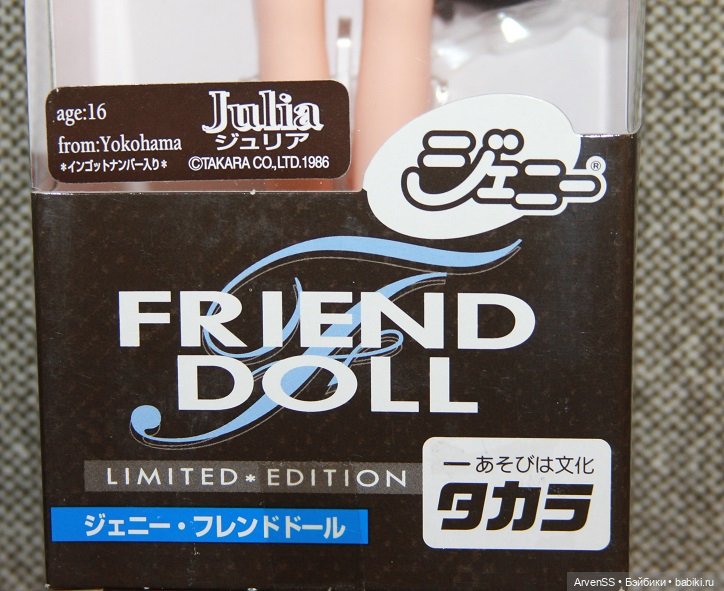 age:16
Julia
from:Yokohama
ジュリア
*インゴットナンバー入り*
©TAKARA CO.,LTD.1986
ジェニー®
FRIEND
DOLL
LIMITED*EDITION
ーあそびは文化
タカラ
ジェニー・フレンドドール
ArvenSS • Бэйбики • babiki.ru